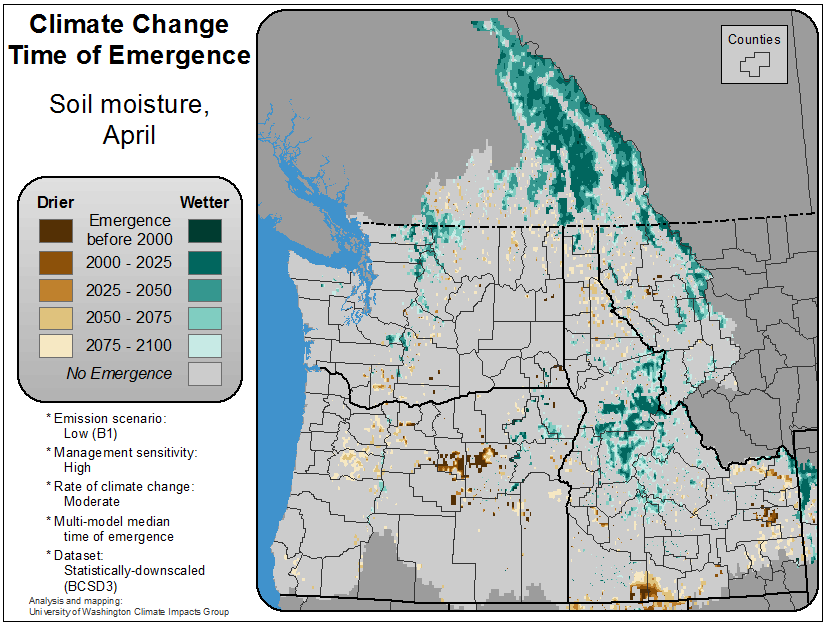 Climate Change
Time of Emergence
Soil moisture,
April
Drier
Wetter
Emergence
before 2000
2000 - 2025
2025 - 2050
2050 - 2075
2075 - 2100
No Emergence
* Emission scenario:
Low (B1)
* Management sensitivity:
High
* Rate of climate change:
Moderate
* Multi-model median
time of emergence
* Dataset:
Statistically-downscaled
(BCSD3)
Analysis and mapping:
University of Washington Climate Impacts Group
Counties